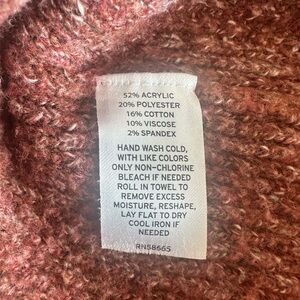 52% ACRYLIC
20% POLYESTER
16% COTTON
10% VISCOSE
2% SPANDEX
HAND WASH COLD,
WITH LIKE COLORS
ONLY NON-CHLORINE
BLEACH IF NEEDED
ROLL IN TOWEL TO
REMOVE EXCESS
MOISTURE, RESHAPE,
LAY FLAT TO DRY
COOL IRON IF
NEEDED
RN58665